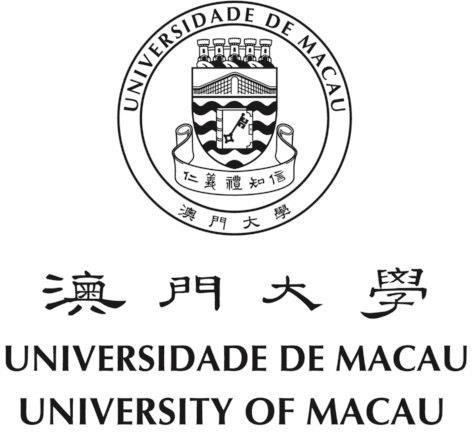 UNIVERSIDADE DE MACAU
仁義禮知信
澳門大學
澳門大學
UNIVERSIDADE DE MACAU
UNIVERSITY OF MACAU